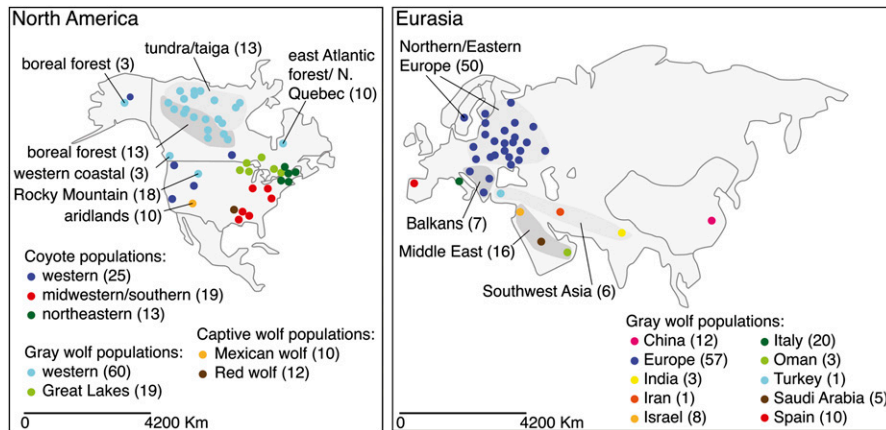 North America
tundra/taiga (13)
boreal forest (3)
east Atlantic
forest/ N.
Quebec (10)
boreal forest (13)
western coastal (3)
Rocky Mountain (18)
aridlands (10)
Coyote populations:
western (25)
midwestern/southern (19)
northeastern (13)
Gray wolf populations:
western (60)
Great Lakes (19)
Captive wolf populations:
Mexican wolf (10)
Red wolf (12)
0
4200 Km
Eurasia
Northern/Eastern
Europe (50)
Balkans (7)
Middle East (16)
Southwest Asia (6)
Gray wolf populations:
China (12)
Europe (57)
India (3)
Iran (1)
Israel (8)
Italy (20)
Oman (3)
Turkey (1)
Saudi Arabia (5)
Spain (10)
0
4200 Km